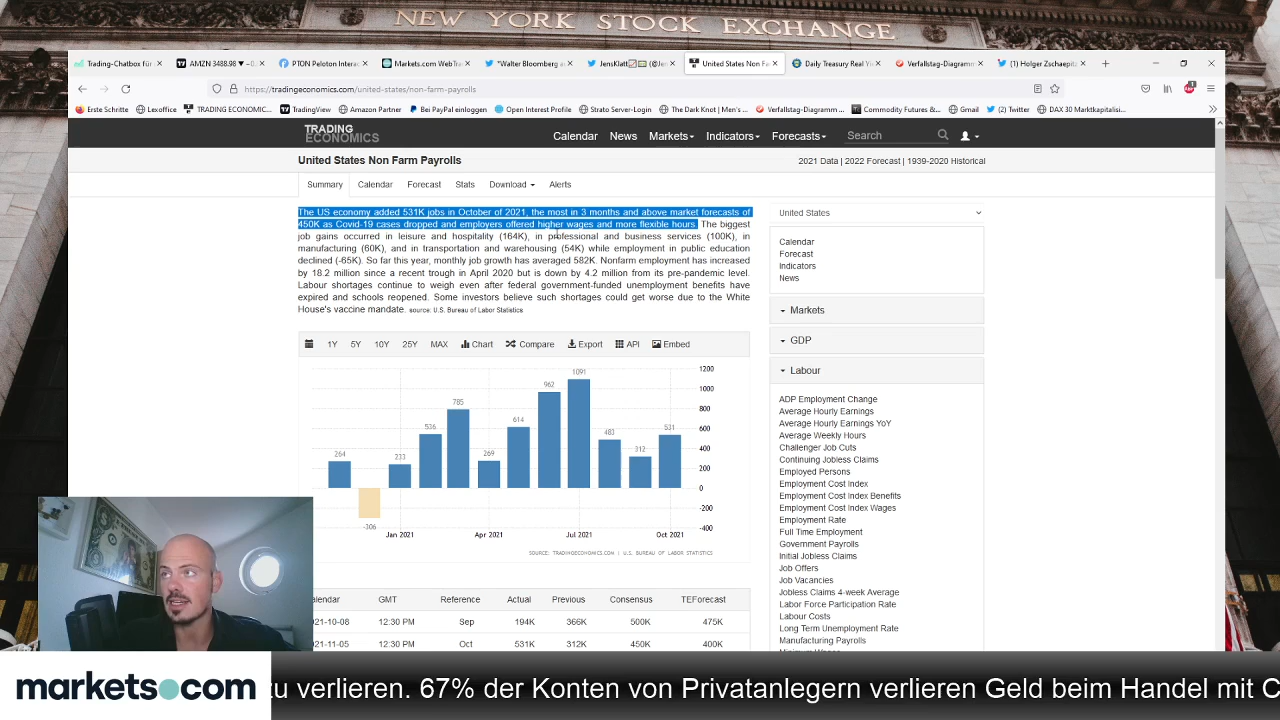 NEW YORK STOCK EXCHANGE
Trading-Chatbox für
AMZN 3488.98 ▼ −0.
PTON Peloton Interac
Markets.com WebTra
*Walter Bloomberg
JensKlatt
United States Non Fa
Daily Treasury Real Yi
Verfallstag-Diagramm
(1) Holger Zschaepitz
https://tradingeconomics.com/united-states/non-farm-payrolls
Erste Schritte
Lexoffice
TRADING ECONOMIC...
TradingView
Amazon Partner
Bei PayPal einloggen
Open Interest Profile
Strato Server-Login
The Dark Knot | Men's ...
Verfallstag-Diagramm ...
Commodity Futures &...
Gmail
(2) Twitter
DAX 30 Marktkapitalisi...
TRADING
ECONOMICS
Calendar News Markets Indicators Forecasts Search
United States Non Farm Payrolls
2021 Data | 2022 Forecast | 1939-2020 Historical
Summary Calendar Forecast Stats Download Alerts
The US economy added 531K jobs in October of 2021, the most in 3 months and above market forecasts of
450K as Covid-19 cases dropped and employers offered higher wages and more flexible hours. The biggest
job gains occurred in leisure and hospitality (164K), in professional and business services (100K), in
manufacturing (60K), and in transportation and warehousing (54K) while employment in public education
declined (-65K). So far this year, monthly job growth has averaged 582K. Nonfarm employment has increased
by 18.2 million since a recent trough in April 2020 but is down by 4.2 million from its pre-pandemic level.
Labour shortages continue to weigh even after federal government-funded unemployment benefits have
expired and schools reopened. Some investors believe such shortages could get worse due to the White
House's vaccine mandate. source: U.S. Bureau of Labor Statistics
United States
Calendar
Forecast
Indicators
News
Markets
GDP
Labour
ADP Employment Change
Average Hourly Earnings
Average Hourly Earnings YoY
Average Weekly Hours
Challenger Job Cuts
Continuing Jobless Claims
Employed Persons
Employment Cost Index
Employment Cost Index Benefits
Employment Cost Index Wages
Employment Rate
Full Time Employment
Government Payrolls
Initial Jobless Claims
Job Offers
Job Vacancies
Jobless Claims 4-week Average
Labor Force Participation Rate
Labour Costs
Long Term Unemployment Rate
Manufacturing Payrolls
1Y 5Y 10Y 25Y MAX Chart Compare Export API Embed
264
-306
233
536
785
269
614
962
1091
483
312
531
1200
1000
800
600
400
200
0
-200
-400
Jan 2021 Apr 2021 Jul 2021 Oct 2021
SOURCE: TRADINGECONOMICS.COM | U.S. BUREAU OF LABOR STATISTICS
alendar GMT Reference Actual Previous Consensus TEForecast
021-10-08 12:30 PM Sep 194K 366K 500K 475K
021-11-05 12:30 PM Oct 531K 312K 450K 400K
markets.com
zu verlieren. 67% der Konten von Privatanlegern verlieren Geld beim Handel mit C